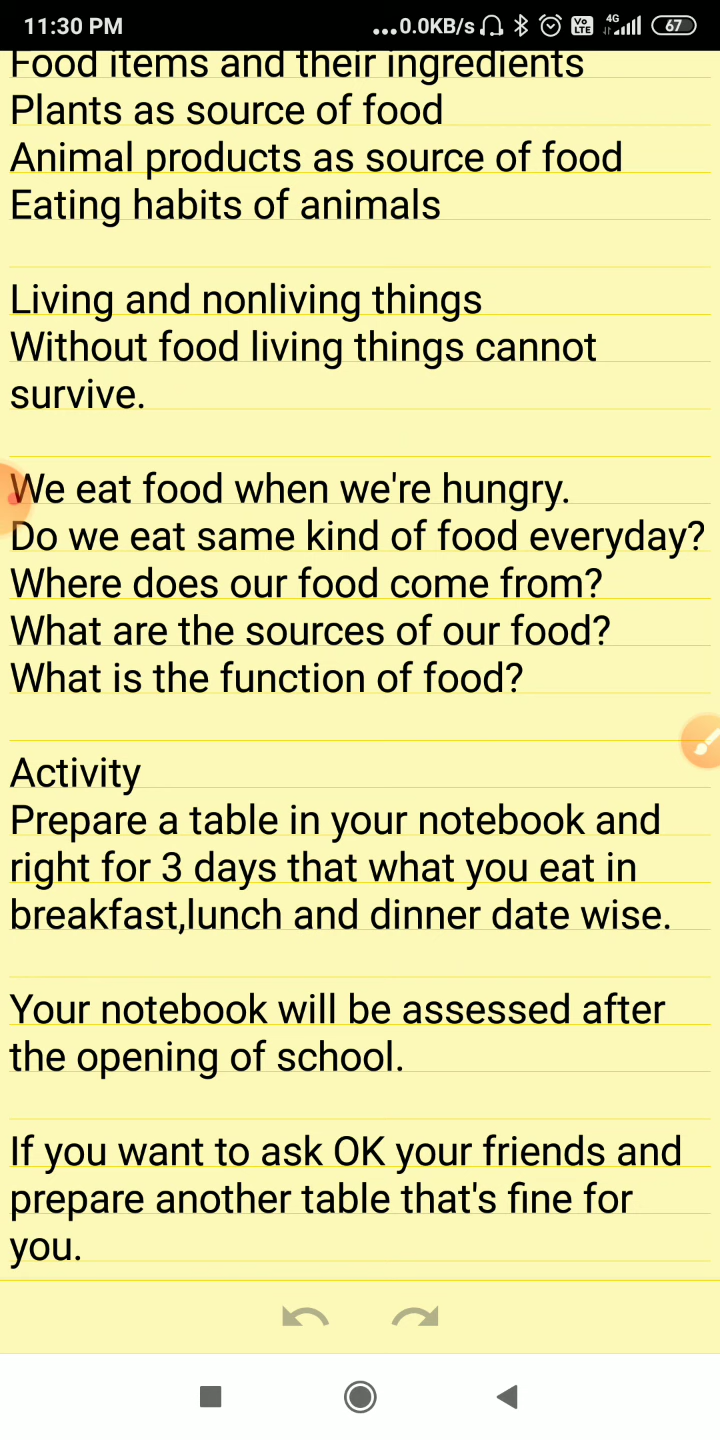 11:30 PM
...0.0KB/s
Vo
LTE
4G
67
Food items and their ingredients
Plants as source of food
Animal products as source of food
Eating habits of animals
Living and nonliving things
Without food living things cannot
survive.
We eat food when we're hungry.
Do we eat same kind of food everyday?
Where does our food come from?
What are the sources of our food?
What is the function of food?
Activity
Prepare a table in your notebook and
right for 3 days that what you eat in
breakfast,lunch and dinner date wise.
Your notebook will be assessed after
the opening of school.
If you want to ask OK your friends and
prepare another table that's fine for
you.